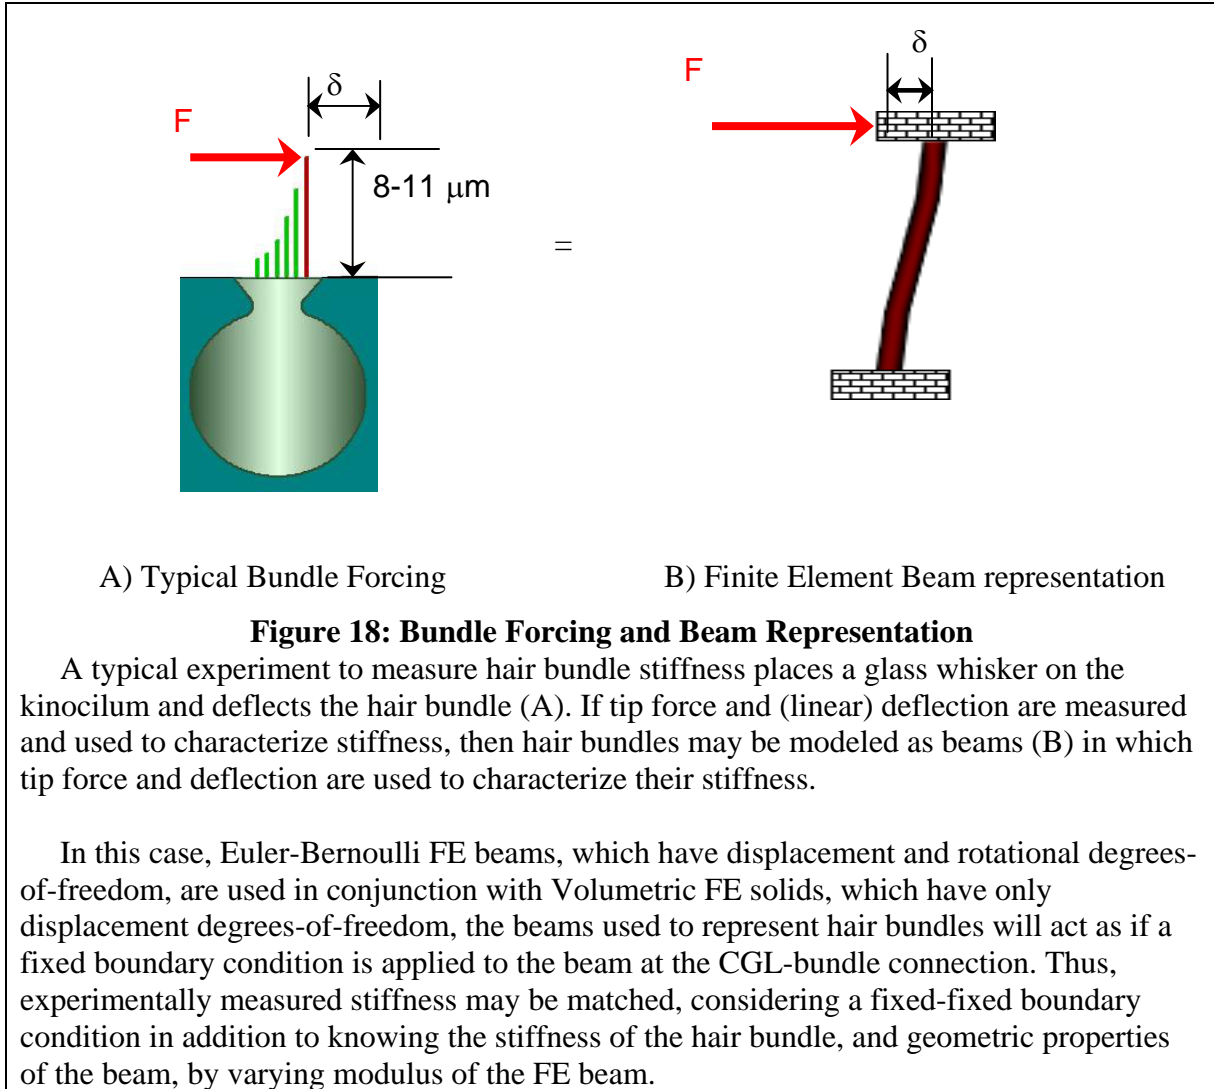 δ
F
8-11 μm
=
δ
F
A) Typical Bundle Forcing
B) Finite Element Beam representation
Figure 18: Bundle Forcing and Beam Representation
A typical experiment to measure hair bundle stiffness places a glass whisker on the
kinocilum and deflects the hair bundle (A). If tip force and (linear) deflection are measured
and used to characterize stiffness, then hair bundles may be modeled as beams (B) in which
tip force and deflection are used to characterize their stiffness.
In this case, Euler-Bernoulli FE beams, which have displacement and rotational degrees-
of-freedom, are used in conjunction with Volumetric FE solids, which have only
displacement degrees-of-freedom, the beams used to represent hair bundles will act as if a
fixed boundary condition is applied to the beam at the CGL-bundle connection. Thus,
experimentally measured stiffness may be matched, considering a fixed-fixed boundary
condition in addition to knowing the stiffness of the hair bundle, and geometric properties
of the beam, by varying modulus of the FE beam.